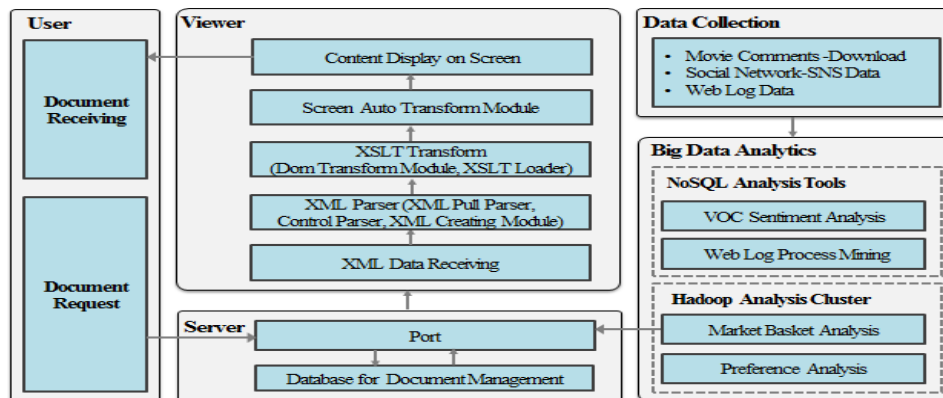 User
Document
Receiving
Document
Request
Viewer
Content Display on Screen
Screen Auto Transform Module
XSLT Transform
(Dom Transform Module, XSLT Loader)
XML Parser (XML Pull Parser,
Control Parser, XML Creating Module)
XML Data Receiving
Server
Port
Database for Document Management
Data Collection
• Movie Comments -Download
• Social Network-SNS Data
• Web Log Data
Big Data Analytics
NoSQL Analysis Tools
VOC Sentiment Analysis
Web Log Process Mining
Hadoop Analysis Cluster
Market Basket Analysis
Preference Analysis